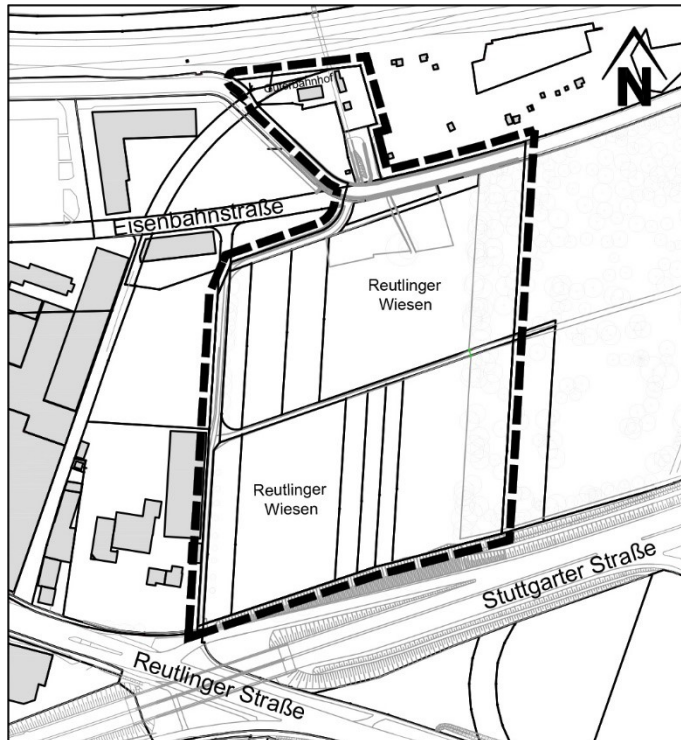 N
Güterbahnhof
Eisenbahnstraße
Reutlinger
Wiesen
Reutlinger
Wiesen
Stuttgarter Straße
Reutlinger Straße